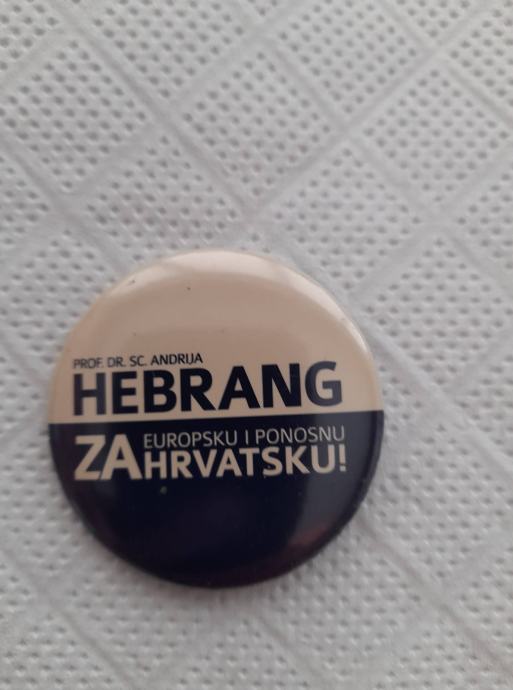 PROF. DR. SC. ANDRIJA
HEBRANG
ZA EUROPSKU I PONOSNU
HRVATSKU!